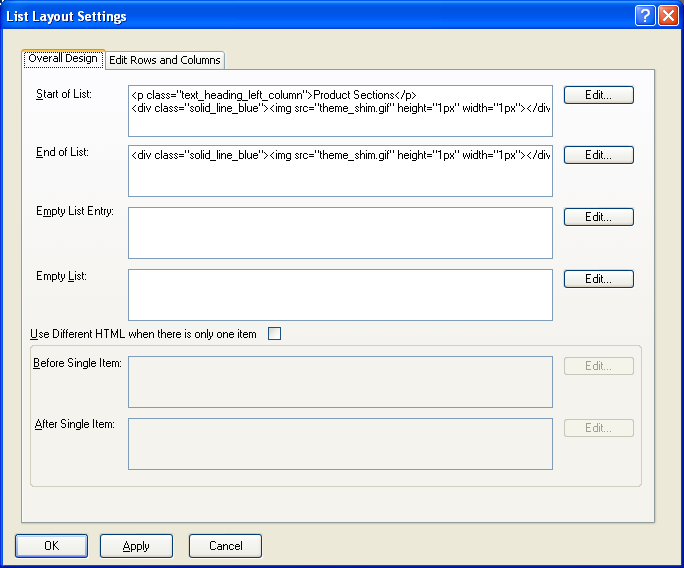 List Layout Settings
Overall Design
Edit Rows and Columns
Start of List:
<p class="text_heading_left_column">Product Sections</p>
<div class="solid_line_blue"><img src="theme_shim.gif" height="1px" width="1px"></div
Edit...
End of List:
<div class="solid_line_blue"><img src="theme_shim.gif" height="1px" width="1px"></div
Edit...
Empty List Entry:
Edit...
Empty List:
Edit...
Use Different HTML when there is only one item
Before Single Item:
Edit...
After Single Item:
Edit...
OK
Apply
Cancel